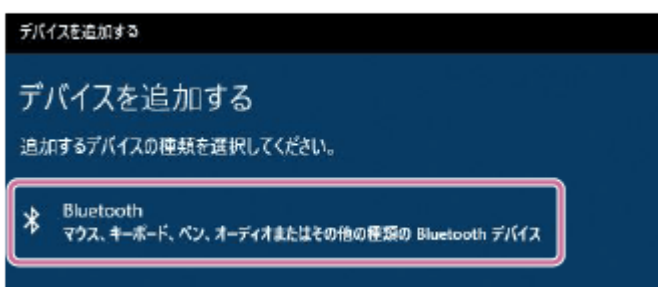 デバイスを追加する
デバイスを追加する
追加するデバイスの種類を選択してください。
Bluetooth
マウス、キーボード、ペン、オーディオまたはその他の種類の Bluetooth デバイス